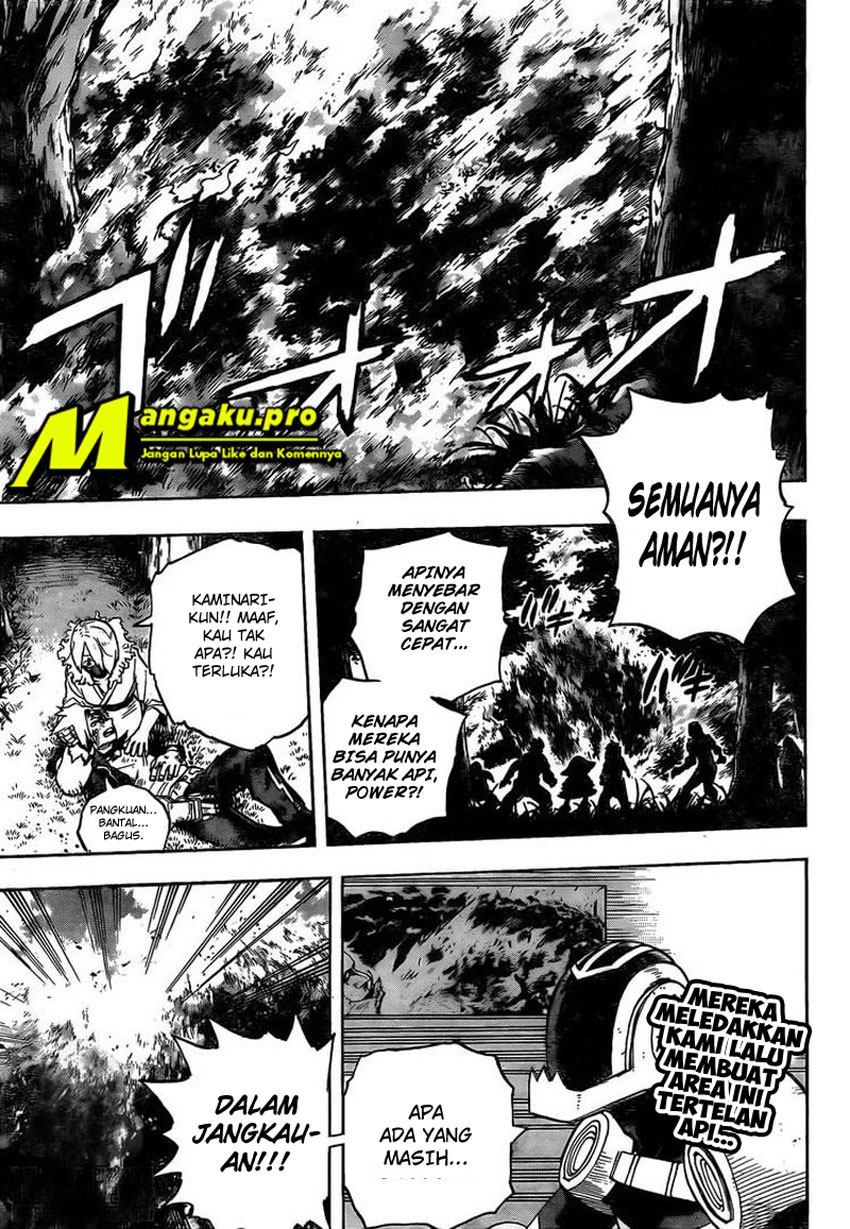 ブオオオ
Mangaku.pro
Jangan Lupa Like dan Komennya
SEMUANYA
AMAN?!!
APINYA
MENYEBAR
DENGAN
SANGAT
CEPAT...
KENAPA
MEREKA
BISA PUNYA
BANYAK API,
POWER?!
KAMINARI-
KUN!! MAAF,
KAU TAK
APA?! KAU
TERLUKA?!
PANGKUAN...
BANTAL...
BAGUS.
MEREKA
MELEDAKKAN
KAMI LALU
MEMBUAT
AREA INI
TERTELAN
API...
APA
ADA YANG
MASIH...
DALAM
JANGKAU-
AN!!!